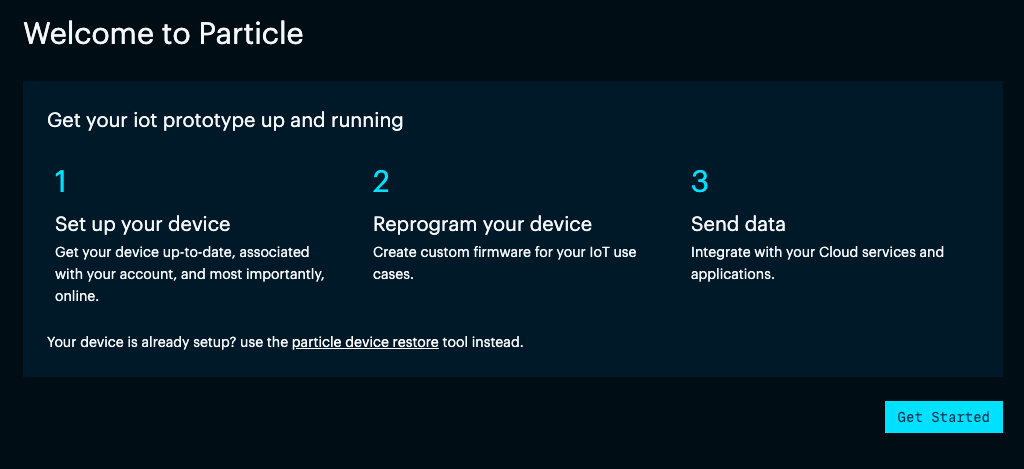 Welcome to Particle
Get your iot prototype up and running
1
Set up your device
Get your device up-to-date, associated
with your account, and most importantly,
online.
2
Reprogram your device
Create custom firmware for your IoT use
cases.
3
Send data
Integrate with your Cloud services and
applications.
Your device is already setup? use the particle device restore tool instead.
Get Started